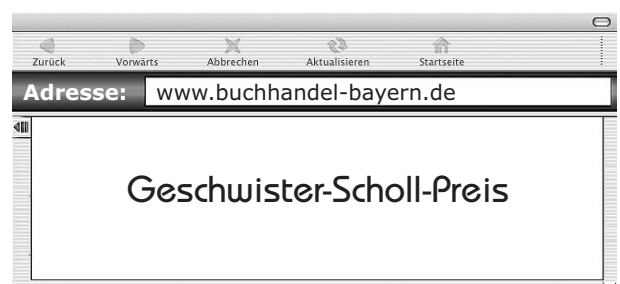 Zurück Vorwärts Abbrechen Aktualisieren Startseite
Adresse: www.buchhandel-bayern.de
Geschwister-Scholl-Preis